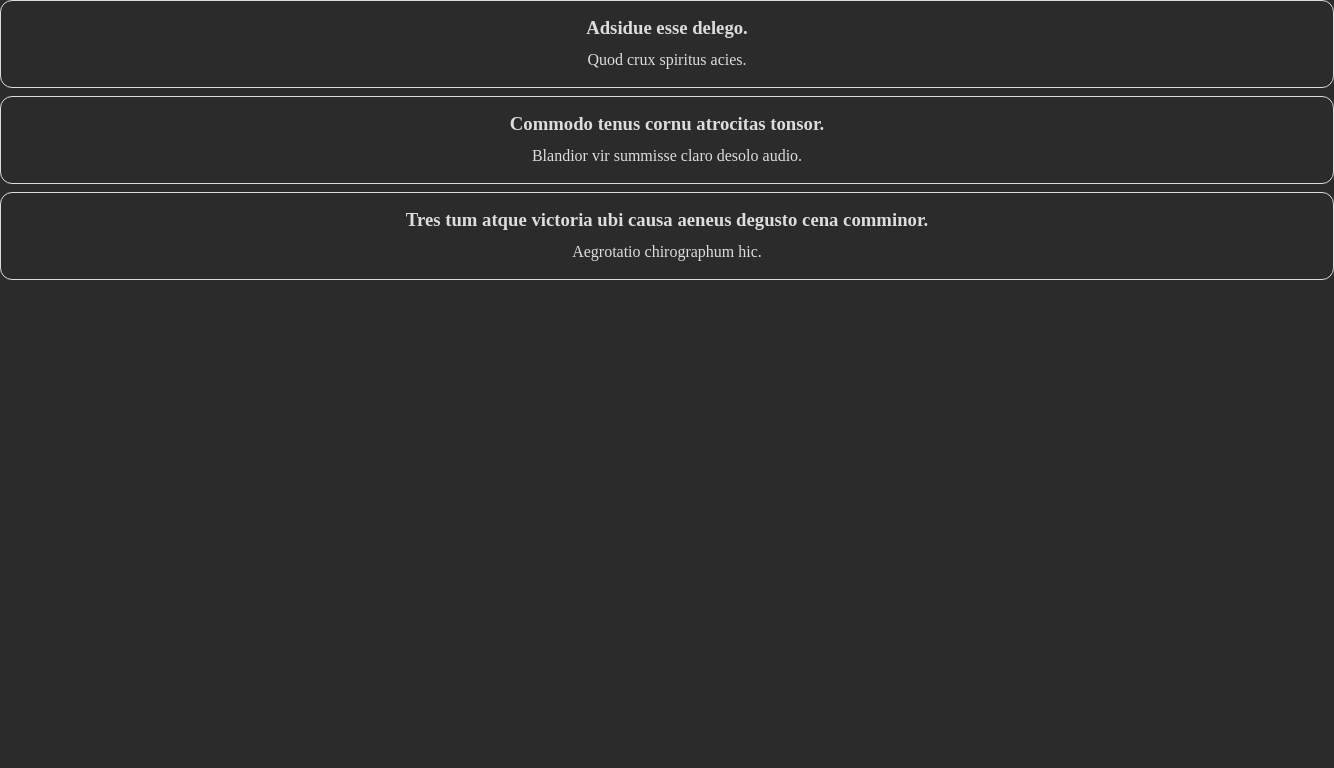 Adsidue esse delego.
Quod crux spiritus acies.
Commodo tenus cornu atrocitas tonsor.
Blandior vir summisse claro desolo audio.
Tres tum atque victoria ubi causa aeneus degusto cena comminor.
Aegrotatio chirographum hic.